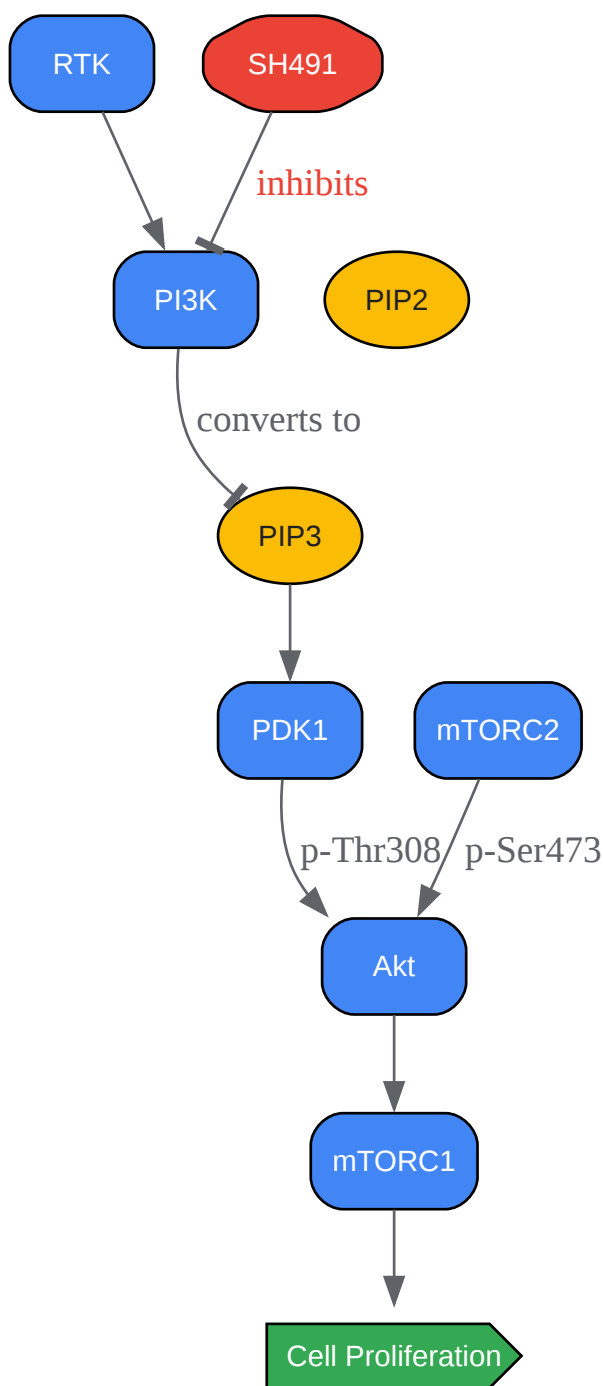 RTK
SH491
inhibits
PI3K
PIP2
converts to
PIP3
PDK1
mTORC2
p-Thr308
p-Ser473
Akt
mTORC1
Cell Proliferation